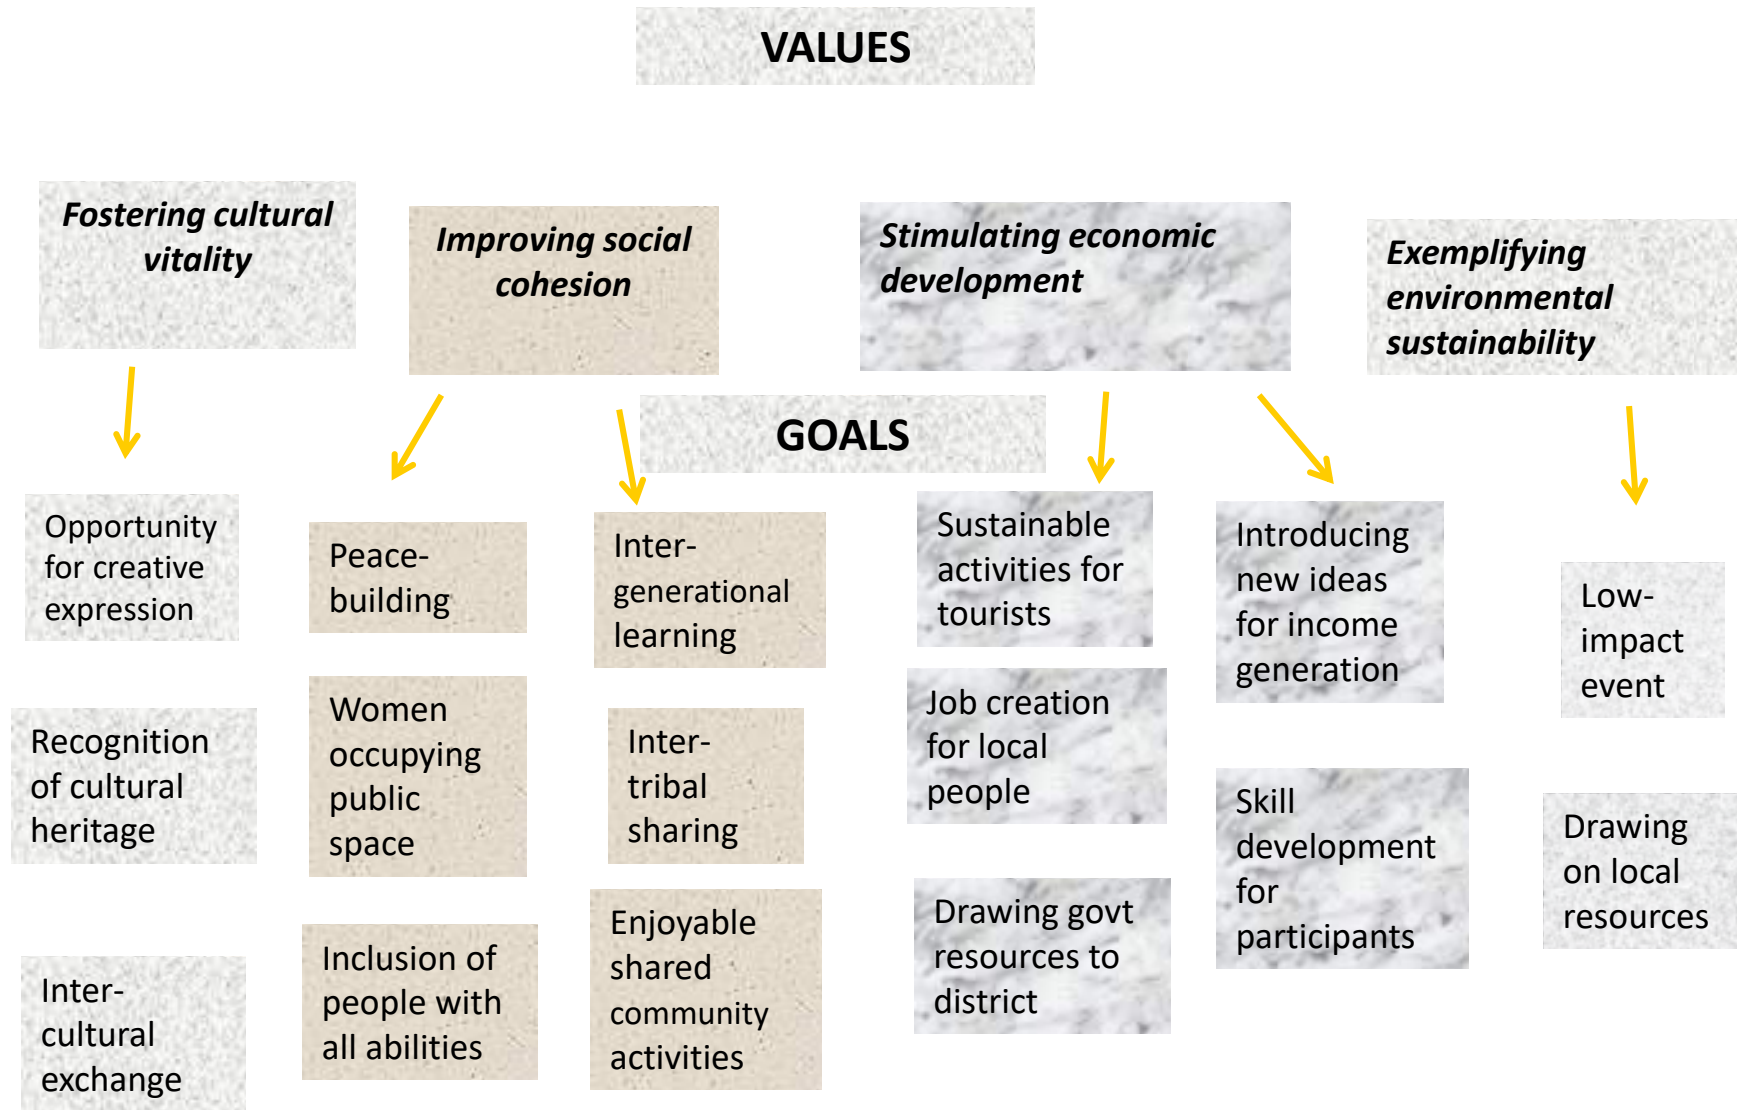 VALUES
Fostering cultural
vitality
Improving social
cohesion
Stimulating economic
development
Exemplifying
environmental
sustainability
GOALS
Opportunity
for creative
expression
Recognition
of cultural
heritage
Inter-
cultural
exchange
Peace-
building
Women
occupying
public
space
Inclusion of
people with
all abilities
Inter-
generational
learning
Inter-
tribal
sharing
Enjoyable
shared
community
activities
Sustainable
activities for
tourists
Job creation
for local
people
Drawing govt
resources to
district
Introducing
new ideas
for income
generation
Skill
development
for
participants
Low-
impact
event
Drawing
on local
resources